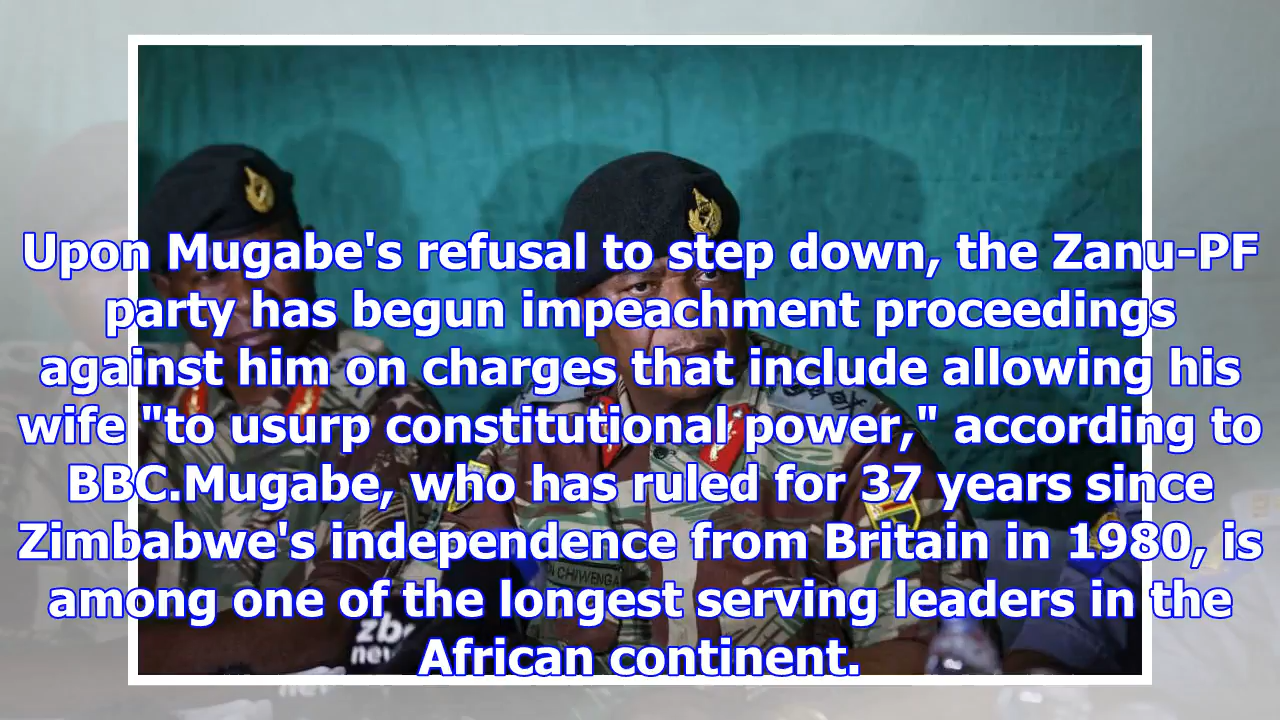 Upon Mugabe's refusal to step down, the Zanu-PF
party has begun impeachment proceedings
against him on charges that include allowing his
wife "to usurp constitutional power," according to
BBC.Mugabe, who has ruled for 37 years since
Zimbabwe's independence from Britain in 1980, is
among one of the longest serving leaders in the
African continent.
CHIWENGA